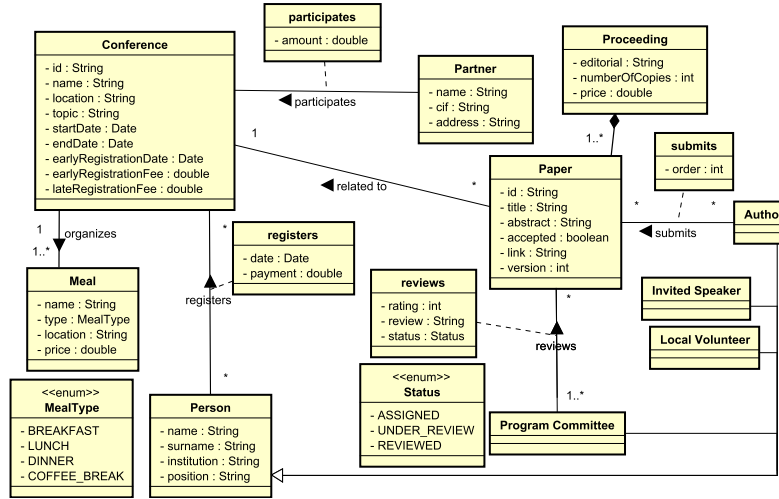 participates
- amount : double
Conference
- id : String
- name : String
- location : String
- topic : String
- startDate : Date
- endDate : Date
- earlyRegistrationDate : Date
- earlyRegistrationFee : double
- lateRegistrationFee : double
Partner
- name : String
- cif : String
- address : String
participates
Proceeding
- editorial : String
- numberOfCopies : int
- price : double
1..*
submits
- order : int
1
related to
*
Paper
- id : String
- title : String
- abstract : String
- accepted : boolean
- link : String
- version : int
*
*
submits
Autho
1
organizes
1..*
*
registers
- date : Date
- payment : double
registers
*
Meal
- name : String
- type : MealType
- location : String
- price : double
reviews
- rating : int
- review : String
- status : Status
*
reviews
1..*
Invited Speaker
Local Volunteer
<<enum>>
MealType
- BREAKFAST
- LUNCH
- DINNER
- COFFEE_BREAK
Person
- name : String
- surname : String
- institution : String
- position : String
<<enum>>
Status
- ASSIGNED
- UNDER_REVIEW
- REVIEWED
Program Committee